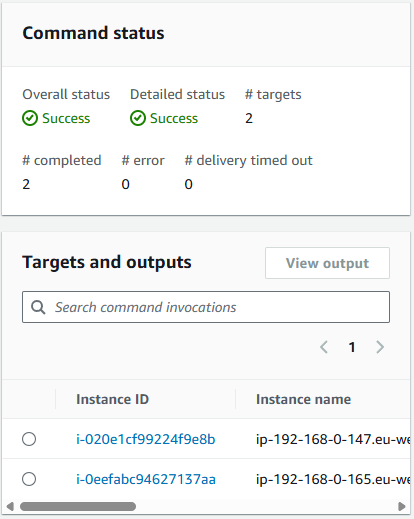 Command status
Overall status Detailed status # targets
Success Success 2
# completed # error # delivery timed out
2 0 0
Targets and outputs View output
Search command invocations
1
Instance ID Instance name
i-020e1cf99224f9e8b ip-192-168-0-147.eu-we
i-0eefabc94627137aa ip-192-168-0-165.eu-we